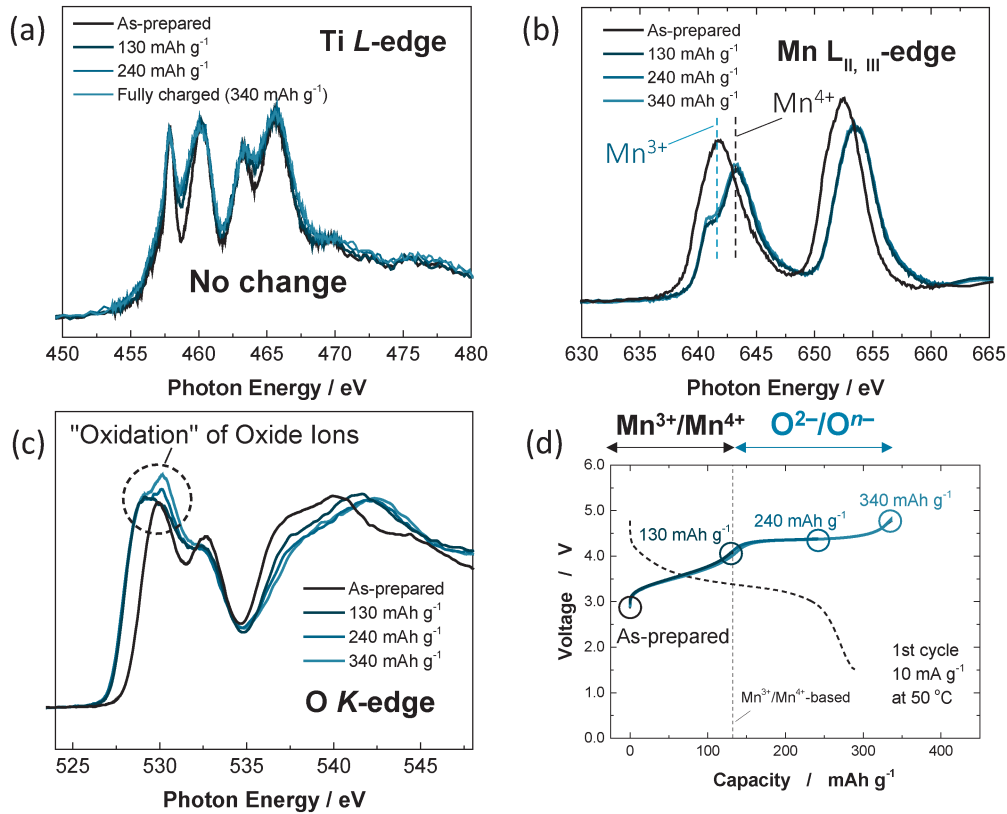 (a)
As-prepared
130 mAh g⁻¹
240 mAh g⁻¹
Fully charged (340 mAh g⁻¹)
Ti L-edge
No change
450 455 460 465 470 475 480
Photon Energy / eV
(b)
As-prepared
130 mAh g⁻¹
240 mAh g⁻¹
340 mAh g⁻¹
Mn L_II, III-edge
Mn³⁺
Mn⁴⁺
630 635 640 645 650 655 660 665
Photon Energy / eV
(c)
"Oxidation" of Oxide Ions
As-prepared
130 mAh g⁻¹
240 mAh g⁻¹
340 mAh g⁻¹
O K-edge
525 530 535 540 545
Photon Energy / eV
(d)
Mn³⁺/Mn⁴⁺
O²⁻/Oⁿ⁻
6.0
5.0
4.0
3.0
2.0
1.0
0.0
Voltage / V
130 mAh g⁻¹
240 mAh g⁻¹
340 mAh g⁻¹
As-prepared
1st cycle
10 mA g⁻¹
at 50 °C
Mn³⁺/Mn⁴⁺-based
0 100 200 300 400
Capacity / mAh g⁻¹